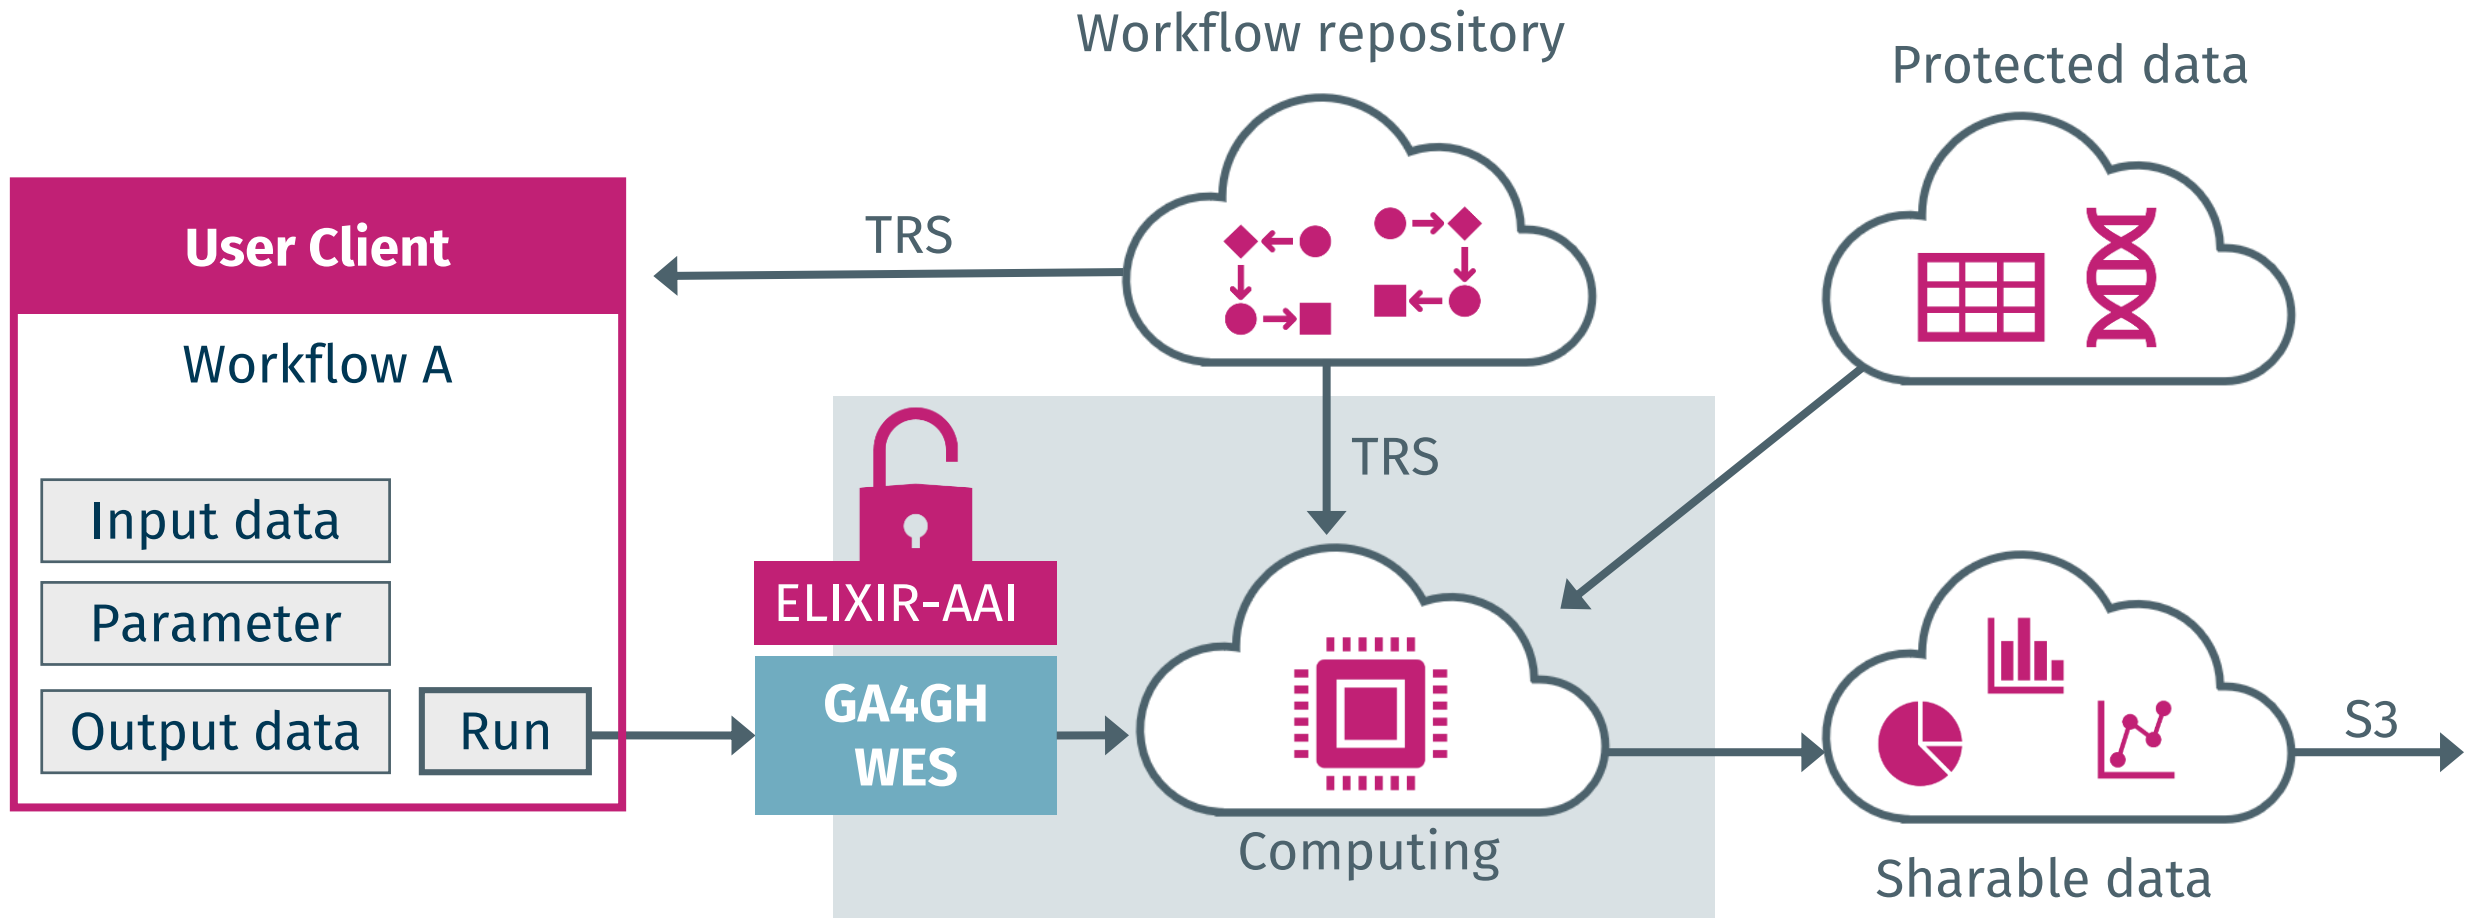 Workflow repository
Protected data
User Client
TRS
Workflow A
TRS
Input data
ELIXIR-AAI
Parameter
GA4GH
WES
Output data
Run
S3
Computing
Sharable data